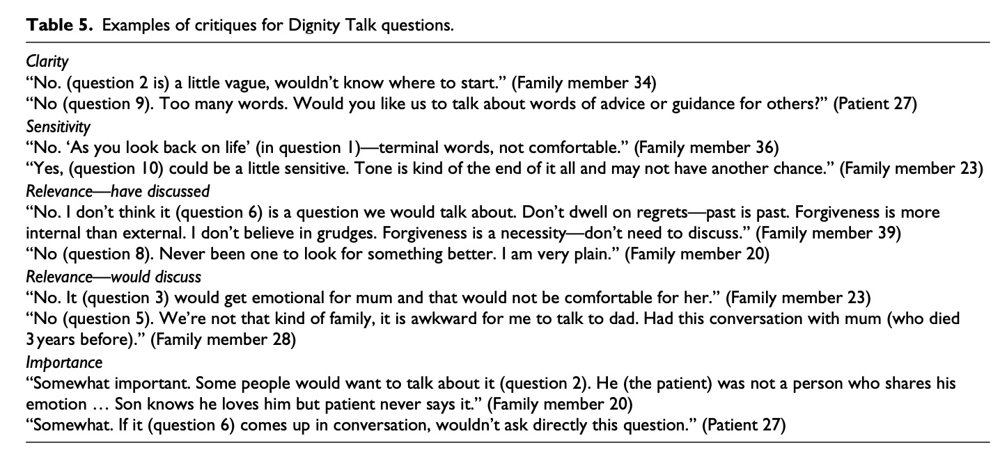 Table 5. Examples of critiques for Dignity Talk questions.
Clarity
“No. (question 2 is) a little vague, wouldn’t know where to start.” (Family member 34)
“No (question 9). Too many words. Would you like us to talk about words of advice or guidance for others?” (Patient 27)
Sensitivity
“No. ‘As you look back on life’ (in question 1)—terminal words, not comfortable.” (Family member 36)
“Yes, (question 10) could be a little sensitive. Tone is kind of the end of it all and may not have another chance.” (Family member 23)
Relevance—have discussed
“No. I don’t think it (question 6) is a question we would talk about. Don’t dwell on regrets—past is past. Forgiveness is more
internal than external. I don’t believe in grudges. Forgiveness is a necessity—don’t need to discuss.” (Family member 39)
“No (question 8). Never been one to look for something better. I am very plain.” (Family member 20)
Relevance—would discuss
“No. It (question 3) would get emotional for mum and that would not be comfortable for her.” (Family member 23)
“No (question 5). We’re not that kind of family, it is awkward for me to talk to dad. Had this conversation with mum (who died
3 years before).” (Family member 28)
Importance
“Somewhat important. Some people would want to talk about it (question 2). He (the patient) was not a person who shares his
emotion … Son knows he loves him but patient never says it.” (Family member 20)
“Somewhat. If it (question 6) comes up in conversation, wouldn’t ask directly this question.” (Patient 27)